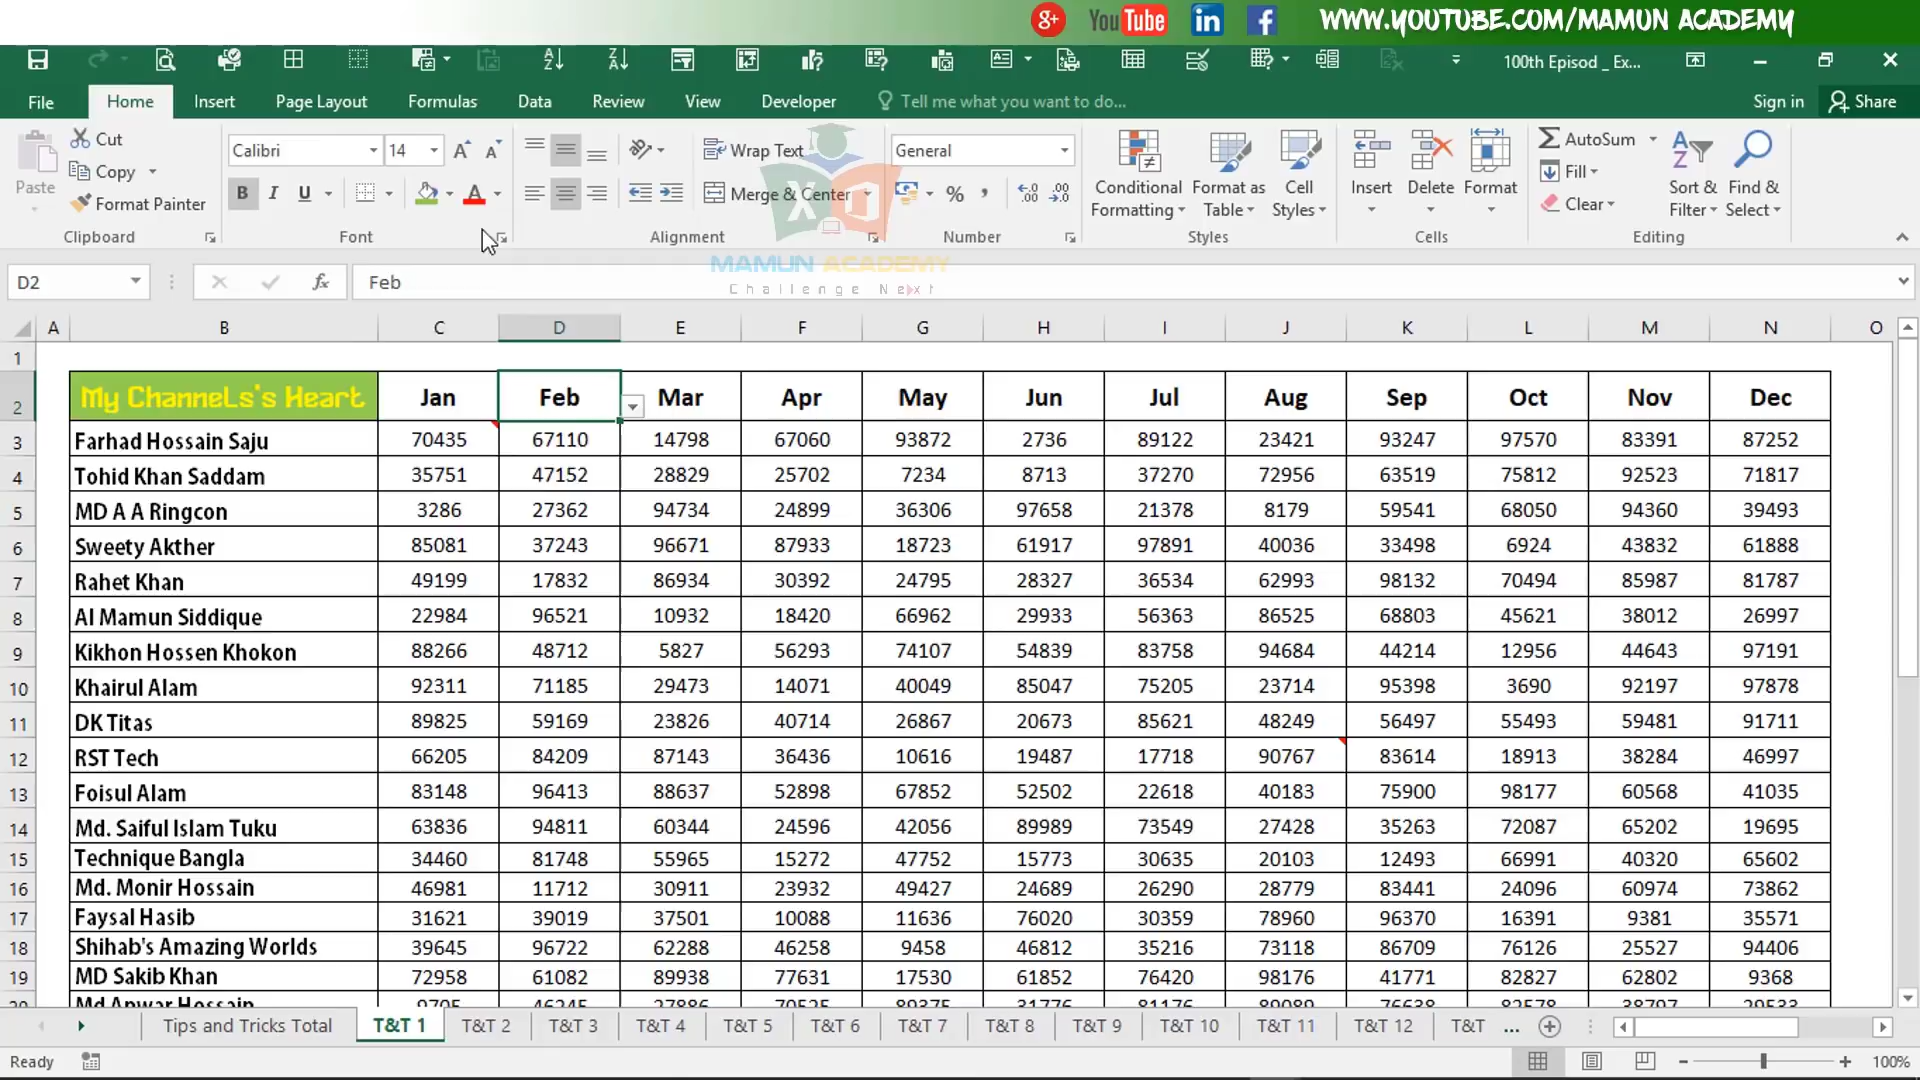 8+ YouTube in f WWW.YOUTUBE.COM/MAMUN ACADEMY
100th Episod _ Ex...
File Home Insert Page Layout Formulas Data Review View Developer Tell me what you want to do... Sign in Share
Paste Cut Copy Format Painter Clipboard
Calibri 14 B I U A Font
Wrap Text Merge & Center Alignment
General % , .00 Number
Conditional Formatting Format as Table Cell Styles Styles
Insert Delete Format Cells
AutoSum Fill Clear Sort & Filter Find & Select Editing
MAMUN ACADEMY
Challenge Next
D2 fx Feb
A B C D E F G H I J K L M N O
1
2 My Channels's Heart Jan Feb Mar Apr May Jun Jul Aug Sep Oct Nov Dec
3 Farhad Hossain Saju 70435 67110 14798 67060 93872 2736 89122 23421 93247 97570 83391 87252
4 Tohid Khan Saddam 35751 47152 28829 25702 7234 8713 37270 72956 63519 75812 92523 71817
5 MD A A Ringcon 3286 27362 94734 24899 36306 97658 21378 8179 59541 68050 94360 39493
6 Sweety Akther 85081 37243 96671 87933 18723 61917 97891 40036 33498 6924 43832 61888
7 Rahet Khan 49199 17832 86934 30392 24795 28327 36534 62993 98132 70494 85987 81787
8 Al Mamun Siddique 22984 96521 10932 18420 66962 29933 56363 86525 68803 45621 38012 26997
9 Kikhon Hossen Khokon 88266 48712 5827 56293 74107 54839 83758 94684 44214 12956 44643 97191
10 Khairul Alam 92311 71185 29473 14071 40049 85047 75205 23714 95398 3690 92197 97878
11 DK Titas 89825 59169 23826 40714 26867 20673 85621 48249 56497 55493 59481 91711
12 RST Tech 66205 84209 87143 36436 10616 19487 17718 90767 83614 18913 38284 46997
13 Foisul Alam 83148 96413 88637 52898 67852 52502 22618 40183 75900 98177 60568 41035
14 Md. Saiful Islam Tuku 63836 94811 60344 24596 42056 89989 73549 27428 35263 72087 65202 19695
15 Technique Bangla 34460 81748 55965 15272 47752 15773 30635 20103 12493 66991 40320 65602
16 Md. Monir Hossain 46981 11712 30911 23932 49427 24689 26290 28779 83441 24096 60974 73862
17 Faysal Hasib 31621 39019 37501 10088 11636 76020 30359 78960 96370 16391 9381 35571
18 Shihab's Amazing Worlds 39645 96722 62288 46258 9458 46812 35216 73118 86709 76126 25527 94406
19 MD Sakib Khan 72958 61082 89938 77631 17530 61852 76420 98176 41771 82827 62802 9368
Md Anwar Hossain
Tips and Tricks Total T&T 1 T&T 2 T&T 3 T&T 4 T&T 5 T&T 6 T&T 7 T&T 8 T&T 9 T&T 10 T&T 11 T&T 12 T&T ...
Ready 100%